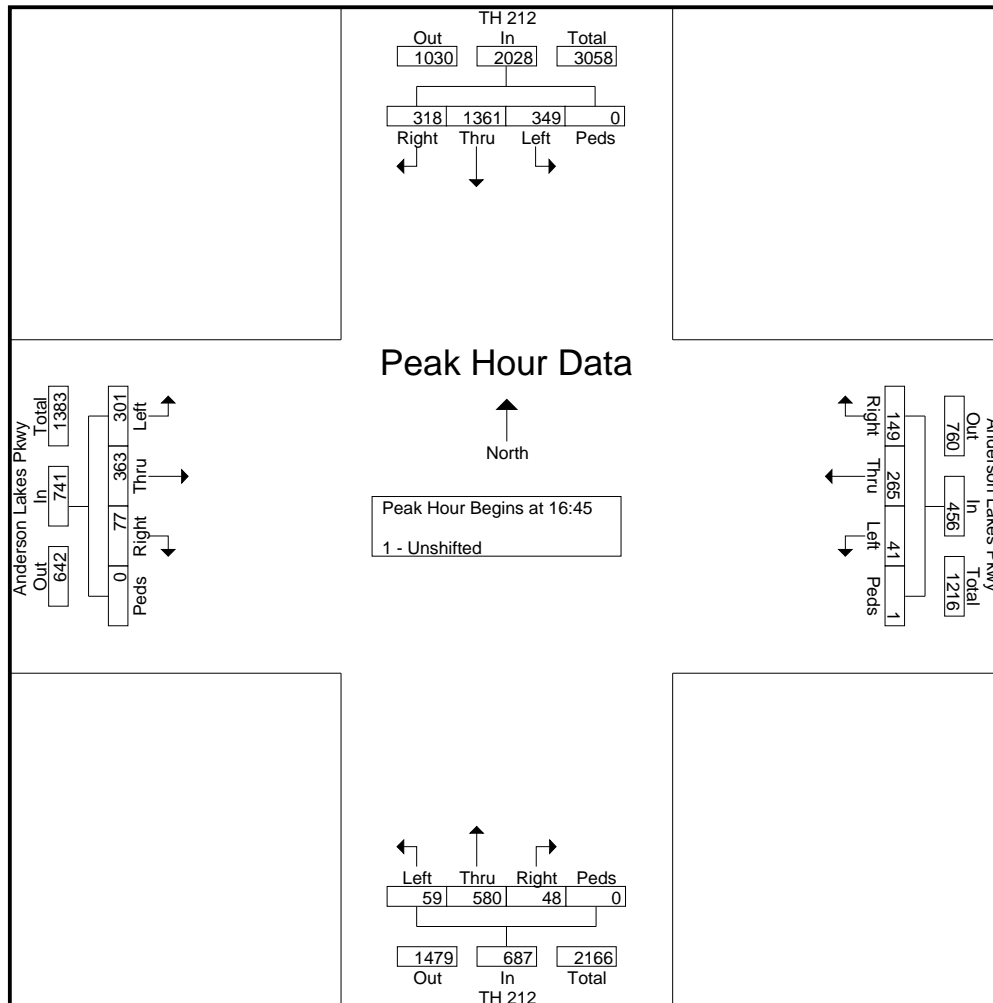 TH 212
Out In Total
1030 2028 3058
318 1361 349 0
Right Thru Left Peds
Peak Hour Data
North
Peak Hour Begins at 16:45
1 - Unshifted
Anderson Lakes Pkwy
Out In Total
642 741 1383
301 363 77 0
Left Thru Right Peds
Anderson Lakes Pkwy
Out In Total
760 456 1216
149 265 41 1
Right Thru Left Peds
Left Thru Right Peds
59 580 48 0
1479 687 2166
Out In Total
TH 212